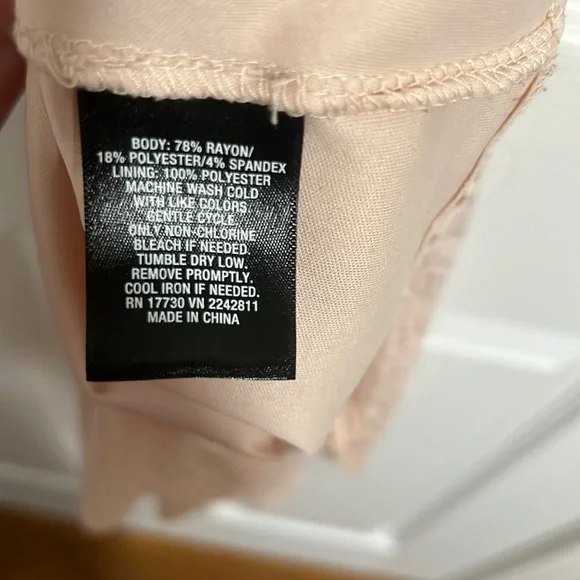 BODY: 78% RAYON/
18% POLYESTER/4% SPANDEX
LINING: 100% POLYESTER
MACHINE WASH COLD
WITH LIKE COLORS
GENTLE CYCLE
ONLY NON-CHLORINE
BLEACH IF NEEDED.
TUMBLE DRY LOW.
REMOVE PROMPTLY.
COOL IRON IF NEEDED.
RN 17730 VN 2242811
MADE IN CHINA